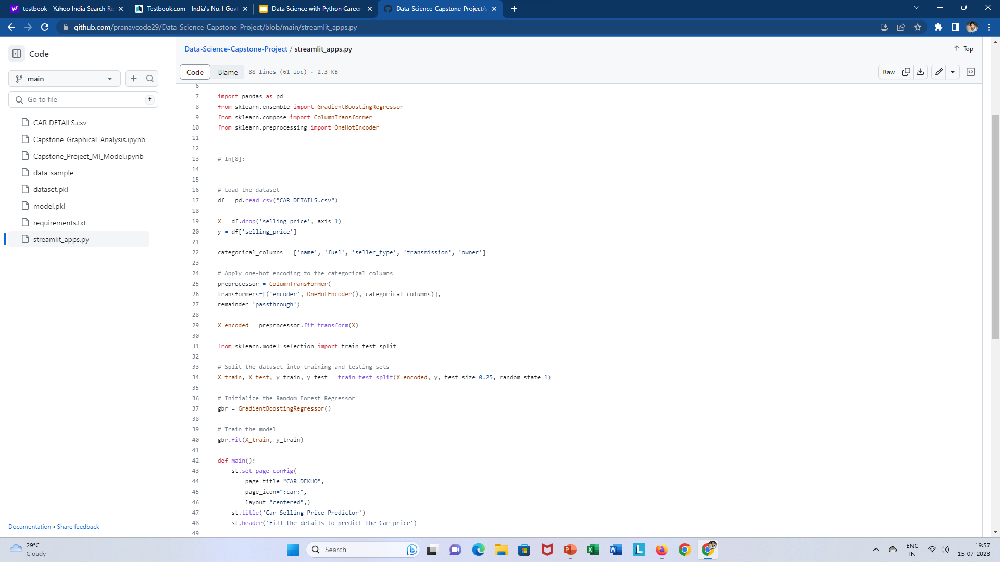 testbook - Yahoo India Search Re
Testbook.com - India's No.1 Govt
Data Science with Python Career
Data-Science-Capstone-Project/s
github.com/pranavcode29/Data-Science-Capstone-Project/blob/main/streamlit_apps.py
Code
main
Go to file
t
CAR DETAILS.csv
Capstone_Graphical_Analysis.ipynb
Capstone_Project_Ml_Model.ipynb
data_sample
dataset.pkl
model.pkl
requirements.txt
streamlit_apps.py
Documentation • Share feedback
Data-Science-Capstone-Project / streamlit_apps.py
Top
Code Blame 88 lines (61 loc) · 2.3 KB
Raw
6
7 import pandas as pd
8 from sklearn.ensemble import GradientBoostingRegressor
9 from sklearn.compose import ColumnTransformer
10 from sklearn.preprocessing import OneHotEncoder
11
12
13 # In[8]:
14
15
16 # Load the dataset
17 df = pd.read_csv("CAR DETAILS.csv")
18
19 X = df.drop('selling_price', axis=1)
20 y = df['selling_price']
21
22 categorical_columns = ['name', 'fuel', 'seller_type', 'transmission', 'owner']
23
24 # Apply one-hot encoding to the categorical columns
25 preprocessor = ColumnTransformer(
26 transformers=[('encoder', OneHotEncoder(), categorical_columns)],
27 remainder='passthrough')
28
29 X_encoded = preprocessor.fit_transform(X)
30
31 from sklearn.model_selection import train_test_split
32
33 # Split the dataset into training and testing sets
34 X_train, X_test, y_train, y_test = train_test_split(X_encoded, y, test_size=0.25, random_state=1)
35
36 # Initialize the Random Forest Regressor
37 gbr = GradientBoostingRegressor()
38
39 # Train the model
40 gbr.fit(X_train, y_train)
41
42 def main():
43 st.set_page_config(
44 page_title="CAR DEKHO",
45 page_icon=":car:",
46 layout="centered",)
47 st.title('Car Selling Price Predictor')
48 st.header('Fill the details to predict the Car price')
49
29°C
Cloudy
Search
ENG
IN
19:57
15-07-2023